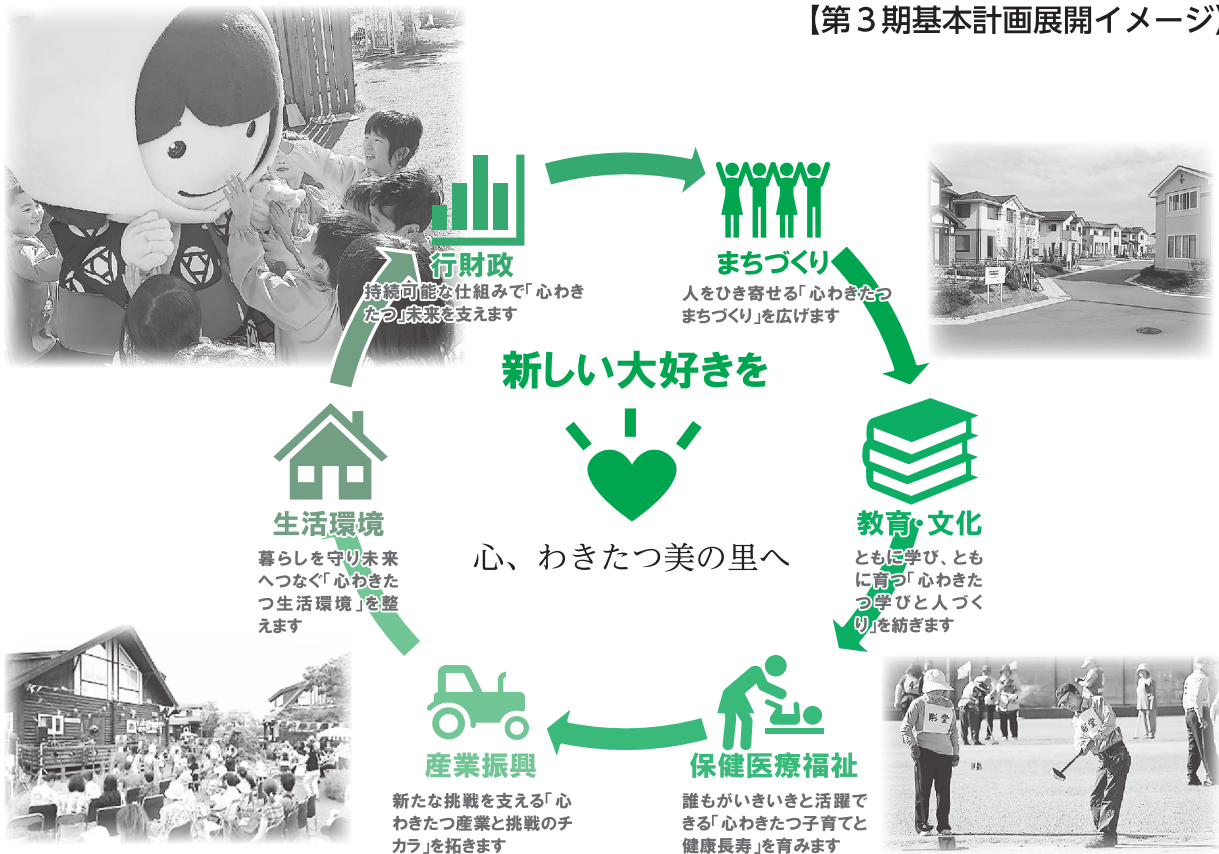 【第3期基本計画展開イメージ】
行財政
持続可能な仕組みで「心わき
たつ」未来を支えます
まちづくり
人をひき寄せる「心わきたつ
まちづくり」を広げます
新しい大好きを
心、わきたつ美の里へ
生活環境
暮らしを守り未来
へつなぐ「心わきた
つ生活環境」を整
えます
教育・文化
ともに学び、とも
に育つ「心わきた
つ学びと人づく
り」を紡ぎます
産業振興
新たな挑戦を支える「心
わきたつ産業と挑戦のチ
カラ」を拓きます
保健医療福祉
誰もがいきいきと活躍で
きる「心わきたつ子育てと
健康長寿」を育みます
彫堂
彫堂